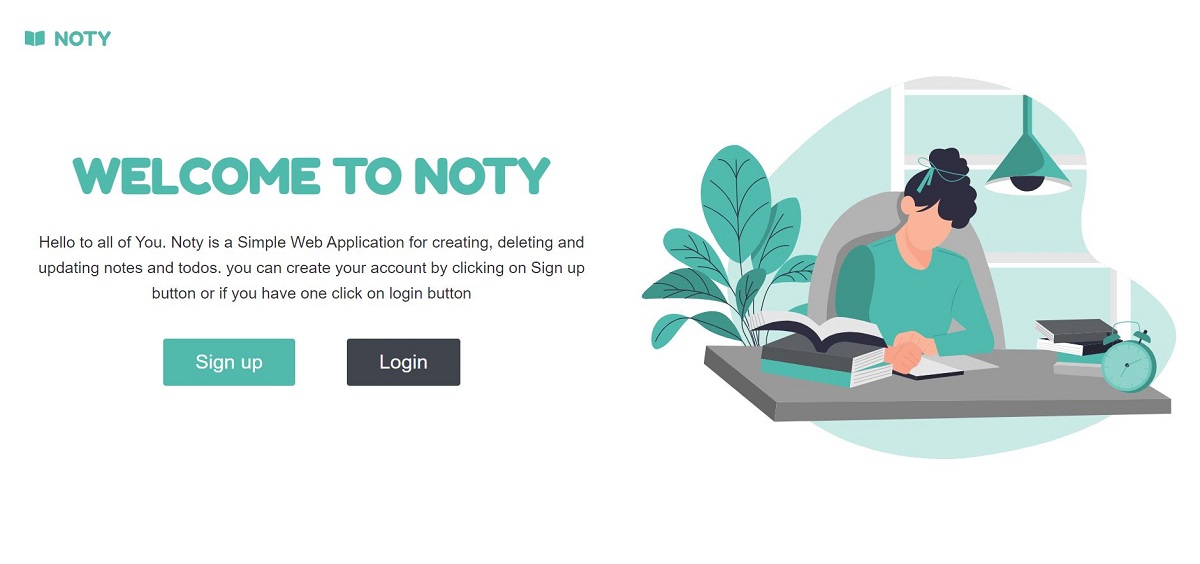 NOTY
WELCOME TO NOTY
Hello to all of You. Noty is a Simple Web Application for creating, deleting and
updating notes and todos. you can create your account by clicking on Sign up
button or if you have one click on login button
Sign up
Login